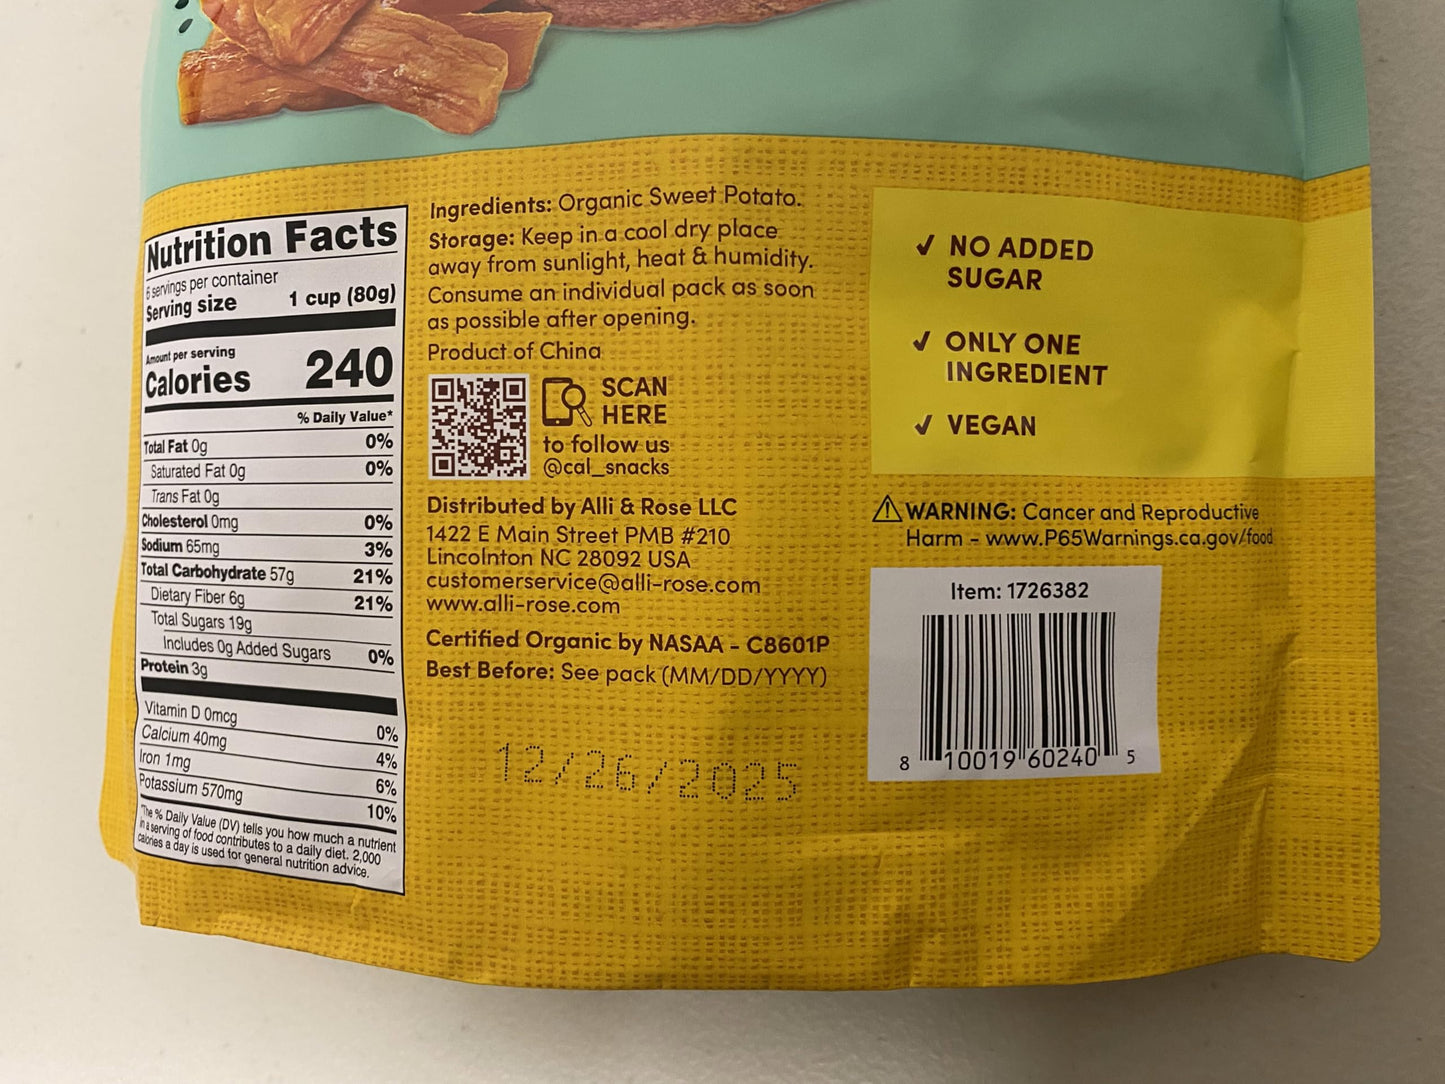 Nutrition Facts
6 servings per container
Serving size 1 cup (80g)
Amount per serving
Calories 240
% Daily Value*
Total Fat 0g 0%
Saturated Fat 0g 0%
Trans Fat 0g
Cholesterol 0mg 0%
Sodium 65mg 3%
Total Carbohydrate 57g 21%
Dietary Fiber 6g 21%
Total Sugars 19g
Includes 0g Added Sugars 0%
Protein 3g
Vitamin D 0mcg 0%
Calcium 40mg 4%
Iron 1mg 6%
Potassium 570mg 10%
*The % Daily Value (DV) tells you how much a nutrient
in a serving of food contributes to a daily diet. 2,000
calories a day is used for general nutrition advice.
Ingredients: Organic Sweet Potato.
Storage: Keep in a cool dry place
away from sunlight, heat & humidity.
Consume an individual pack as soon
as possible after opening.
Product of China
SCAN
HERE
to follow us
@cal_snacks
Distributed by Alli & Rose LLC
1422 E Main Street PMB #210
Lincolnton NC 28092 USA
customerservice@alli-rose.com
www.alli-rose.com
Certified Organic by NASAA - C8601P
Best Before: See pack (MM/DD/YYYY)
12/26/2025
✓ NO ADDED
SUGAR
✓ ONLY ONE
INGREDIENT
✓ VEGAN
WARNING: Cancer and Reproductive
Harm - www.P65Warnings.ca.gov/food
Item: 1726382
8 10019 60240 5